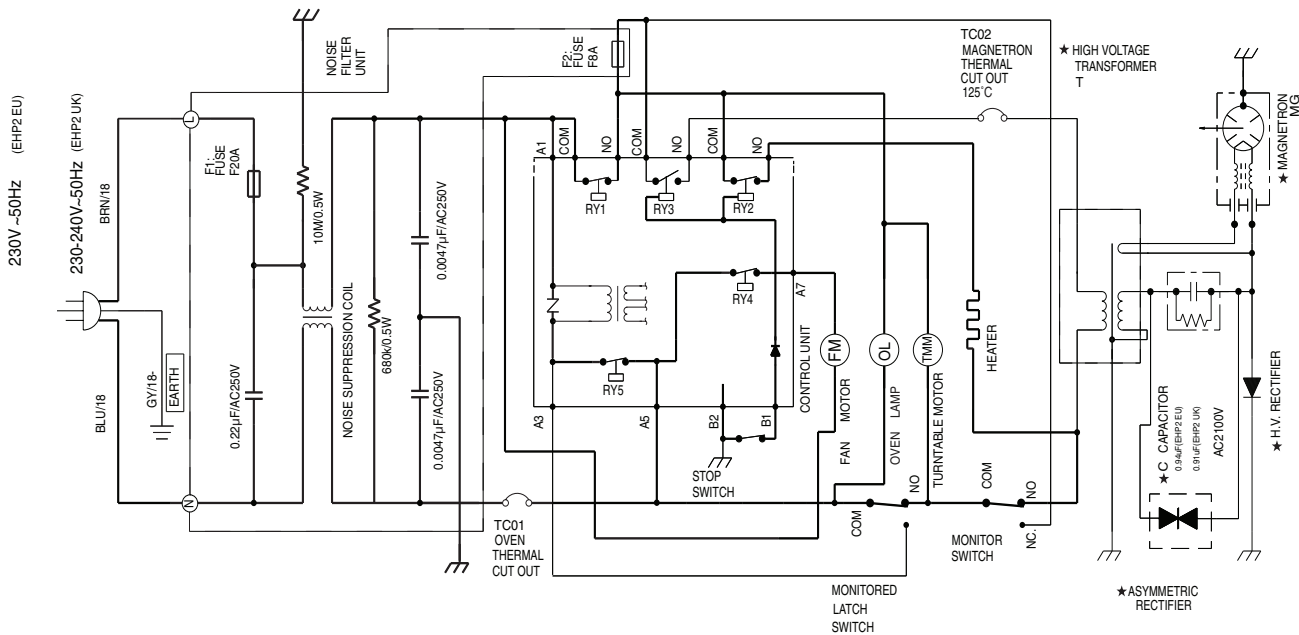 230V ~50Hz (EHP2 EU)
230-240V~50Hz (EHP2 UK)
BRN/18
BLU/18
GY/18-
EARTH
L
N
NOISE
FILTER
UNIT
F1:
FUSE
F20A
10M/0.5W
0.22µF/AC250V
NOISE SUPPRESSION COIL
680k/0.5W
0.0047µF/AC250V
0.0047µF/AC250V
F2:
FUSE
F8A
A1
COM
NO
COM
NO
COM
NO
RY1
RY3
RY2
RY4
A7
RY5
CONTROL UNIT
A3
A5
B2
B1
STOP
SWITCH
TC01
OVEN
THERMAL
CUT OUT
FM
FAN MOTOR
OL
OVEN LAMP
TMM
TURNTABLE MOTOR
HEATER
COM
NO
MONITORED
LATCH
SWITCH
COM
NO
NC.
MONITOR
SWITCH
TC02
MAGNETRON
THERMAL
CUT OUT
125˚C
★ HIGH VOLTAGE
TRANSFORMER
T
★ MAGNETRON
MG
★ C CAPACITOR
0.94uF(EHP2 EU)
0.91uF(EHP2 UK)
AC2100V
★ H.V. RECTIFIER
★ASYMMETRIC
RECTIFIER